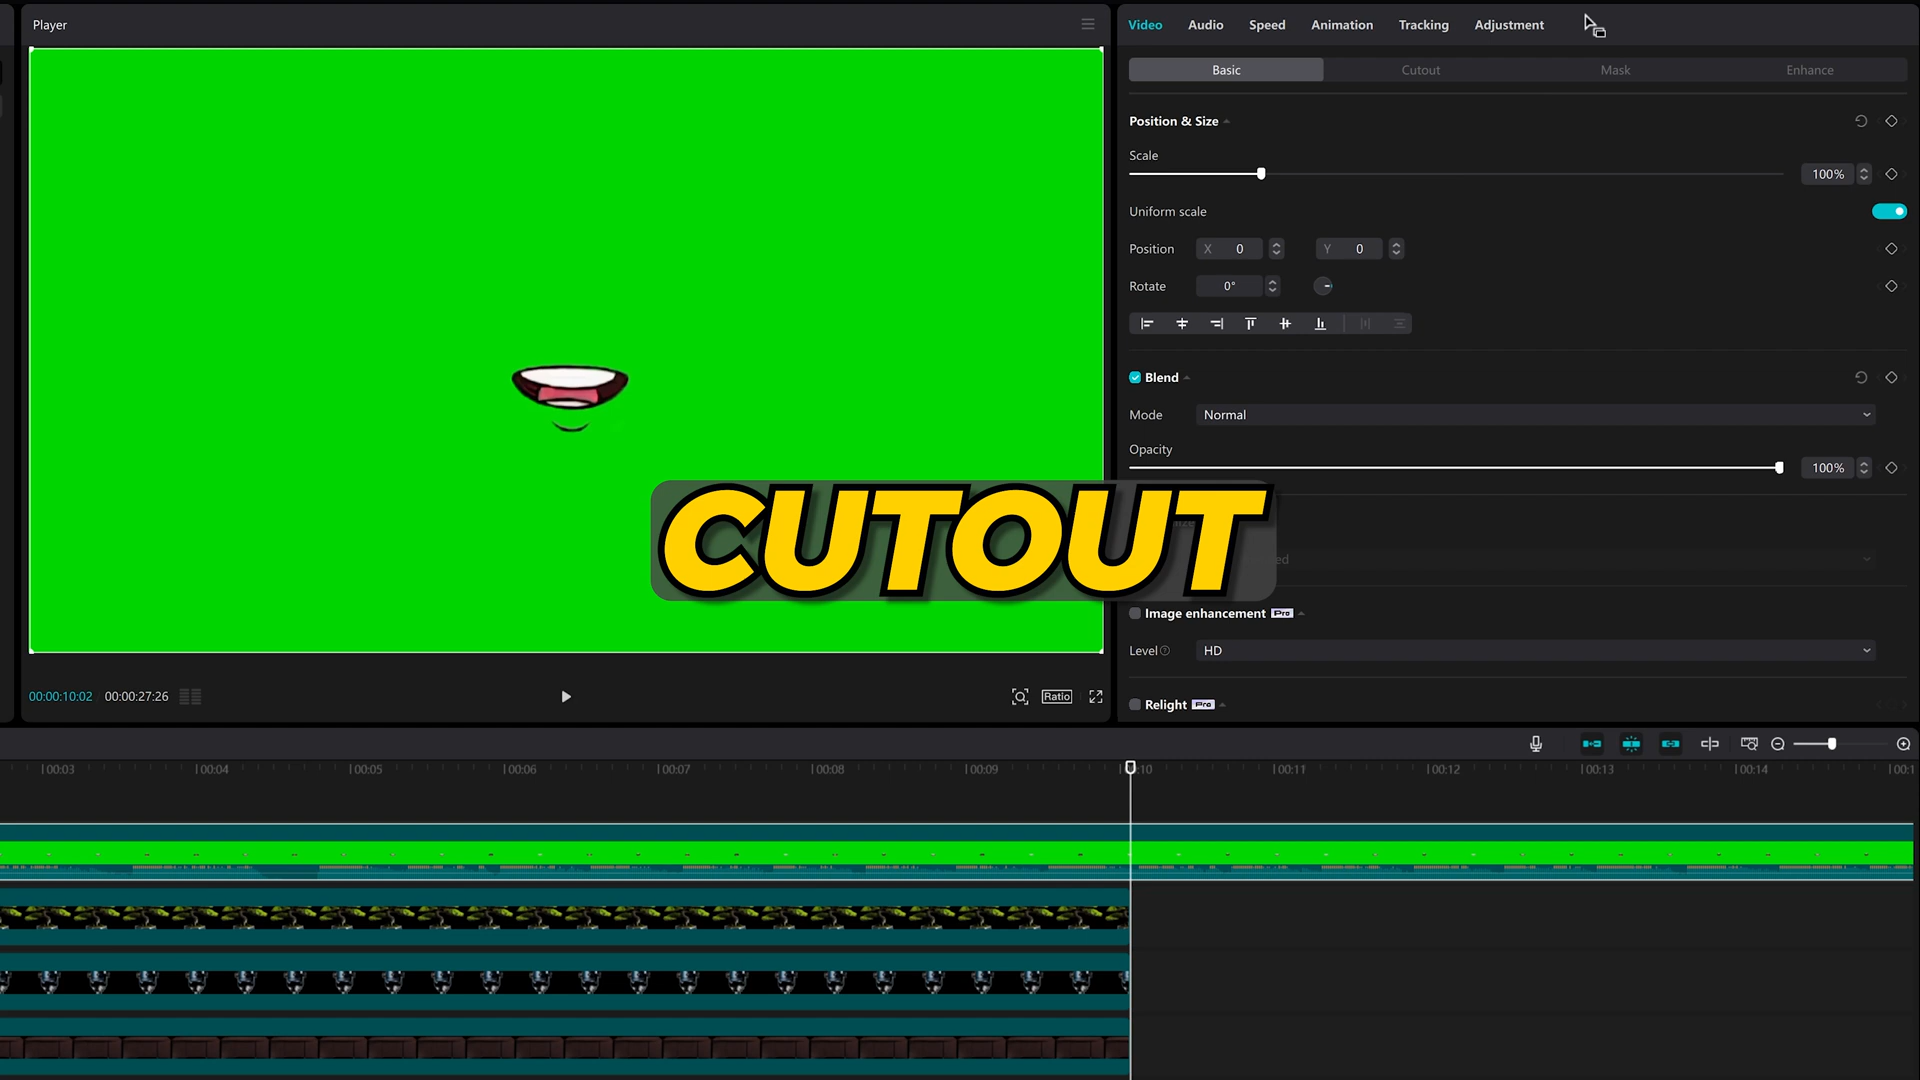 Player
Video Audio Speed Animation Tracking Adjustment
Basic Cutout Mask Enhance
Position & Size
Scale
100%
Uniform scale
Position X 0 Y 0
Rotate 0°
Blend
Mode Normal
Opacity
100%
CUTOUT
Image enhancement Pro
Level HD
Relight Pro
00:00:10:02 00:00:27:26
Ratio
00:03 00:04 00:05 00:06 00:07 00:08 00:09 :10 00:11 00:12 00:13 00:14 00:1